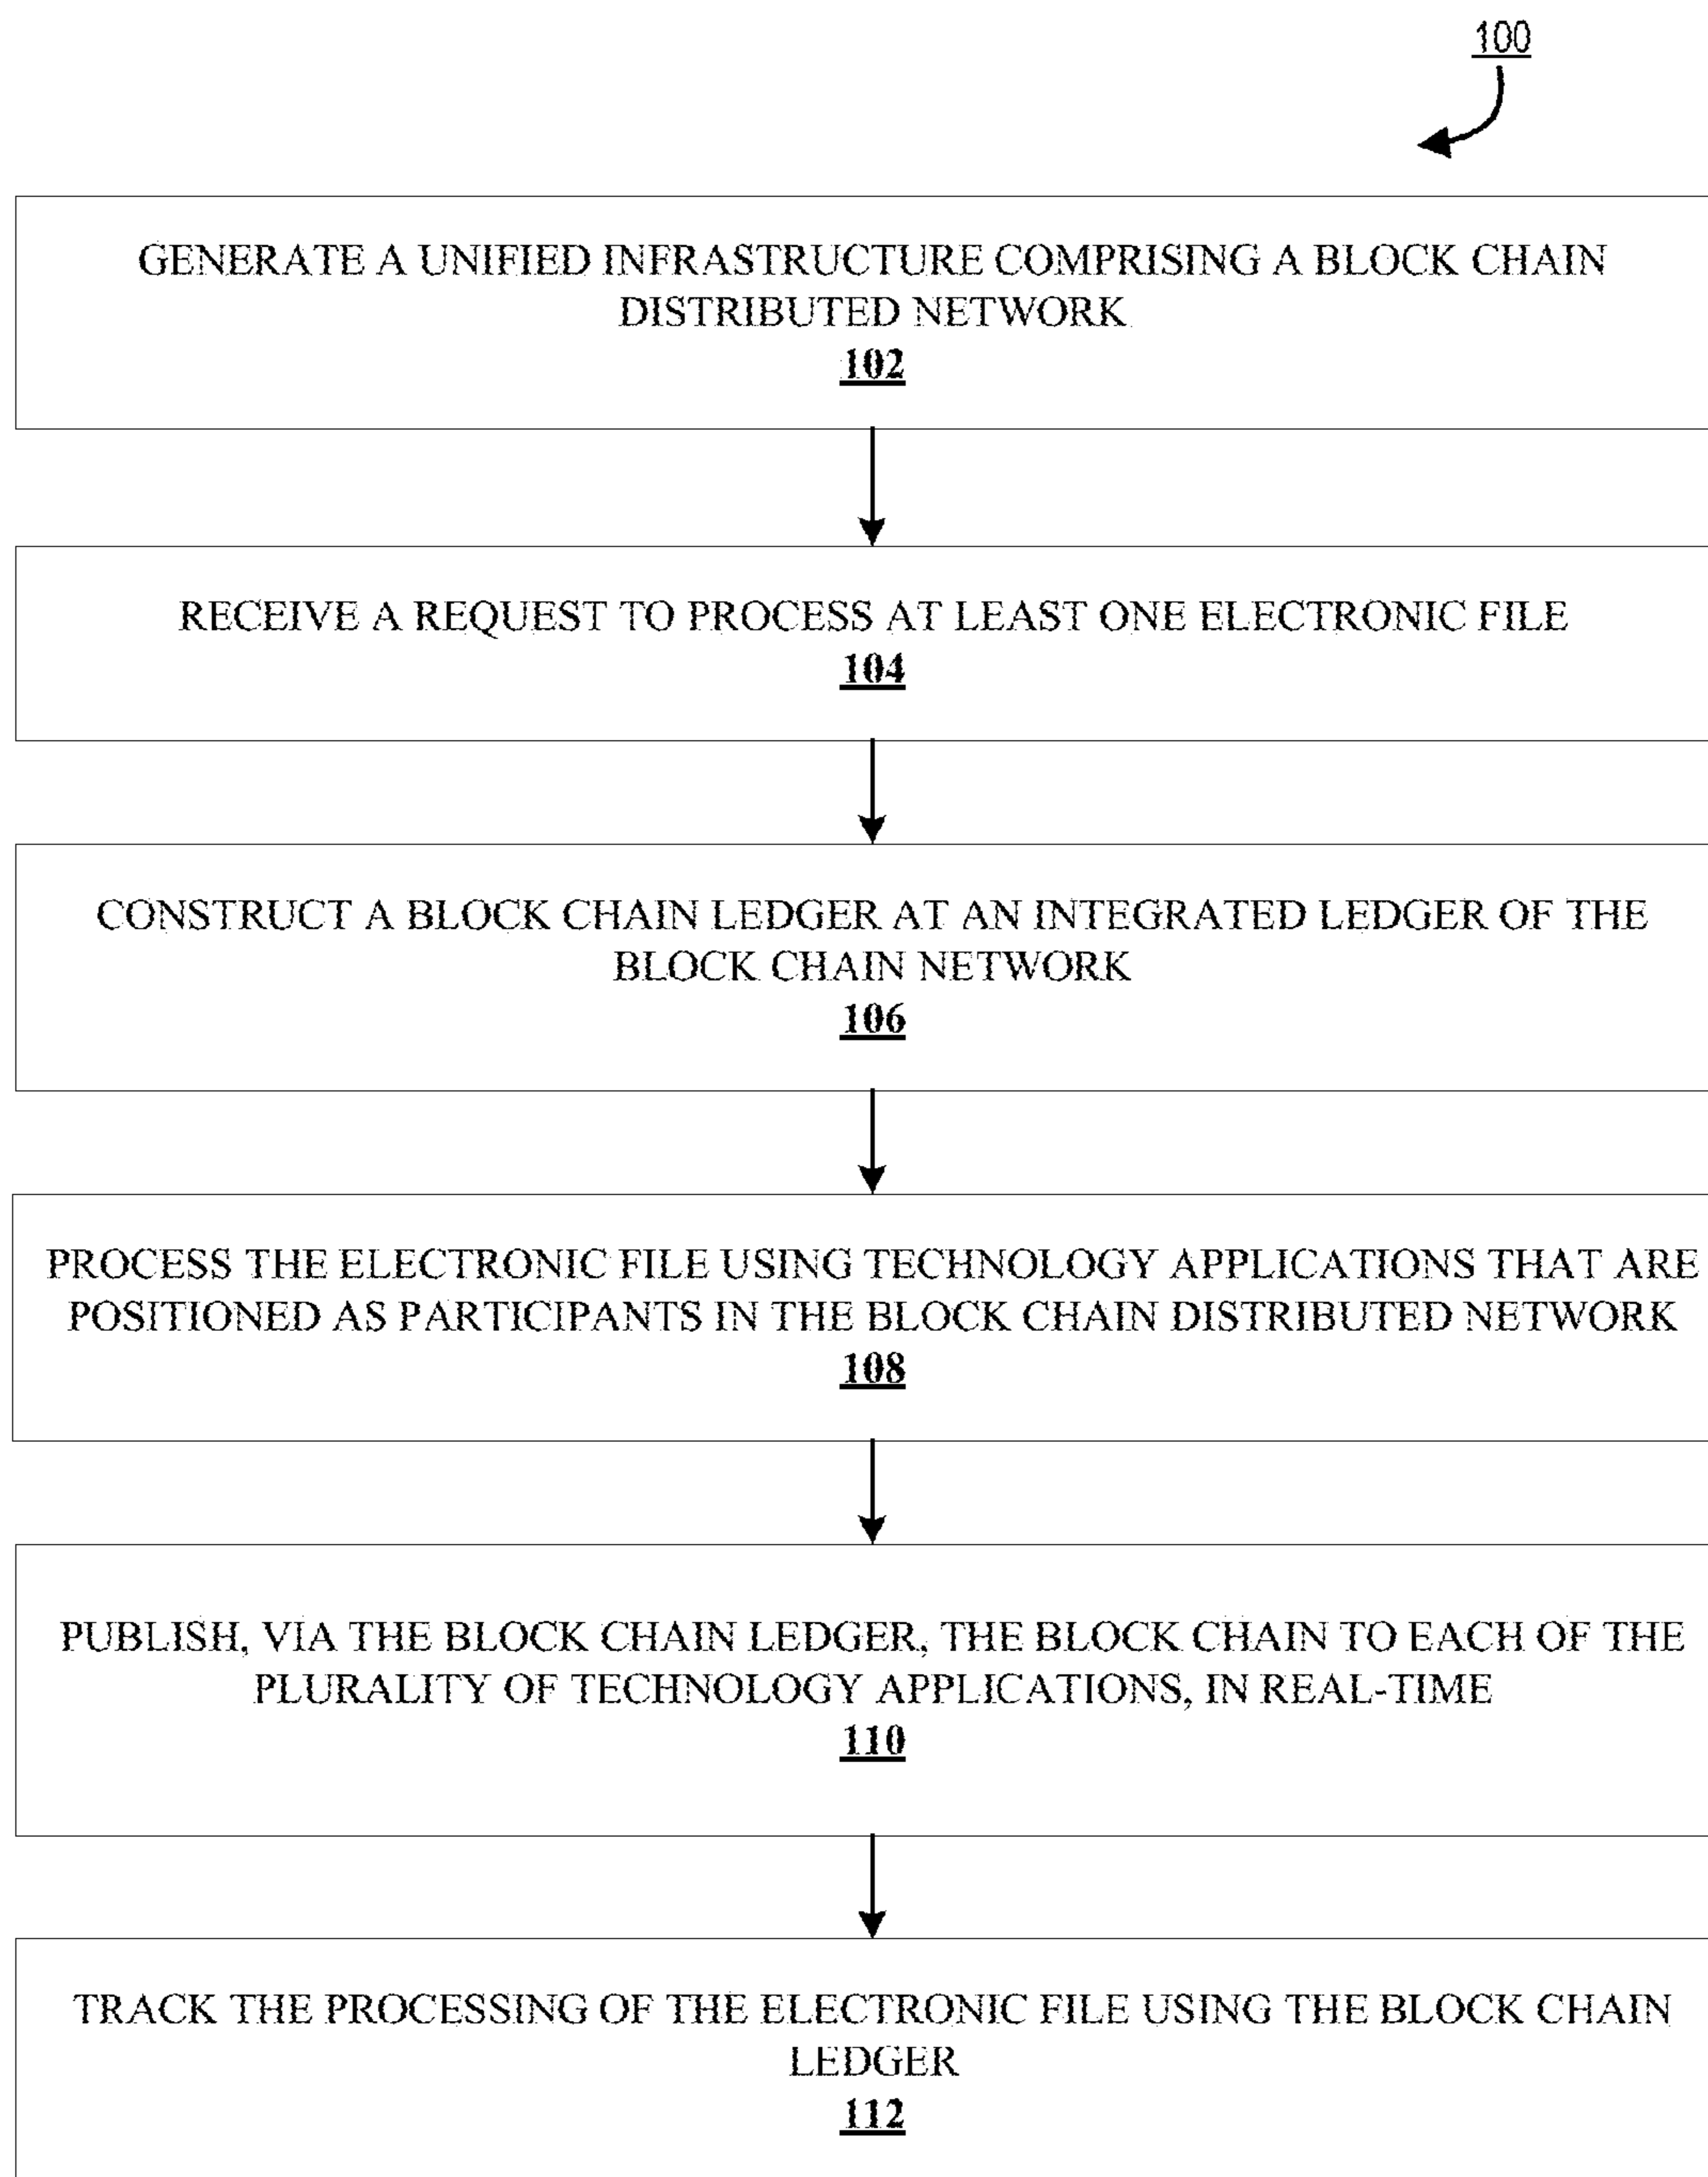 100
GENERATE A UNIFIED INFRASTRUCTURE COMPRISING A BLOCK CHAIN
DISTRIBUTED NETWORK
102
RECEIVE A REQUEST TO PROCESS AT LEAST ONE ELECTRONIC FILE
104
CONSTRUCT A BLOCK CHAIN LEDGER AT AN INTEGRATED LEDGER OF THE
BLOCK CHAIN NETWORK
106
PROCESS THE ELECTRONIC FILE USING TECHNOLOGY APPLICATIONS THAT ARE
POSITIONED AS PARTICIPANTS IN THE BLOCK CHAIN DISTRIBUTED NETWORK
108
PUBLISH, VIA THE BLOCK CHAIN LEDGER, THE BLOCK CHAIN TO EACH OF THE
PLURALITY OF TECHNOLOGY APPLICATIONS, IN REAL-TIME
110
TRACK THE PROCESSING OF THE ELECTRONIC FILE USING THE BLOCK CHAIN
LEDGER
112